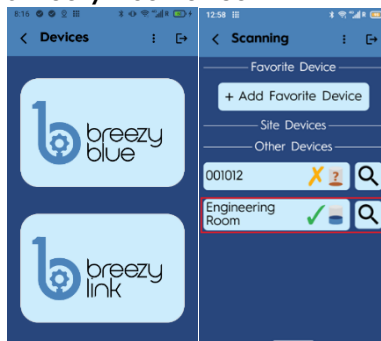 8:16
Devices
breezy
blue
breezy
link
12:58
Scanning
Favorite Device
+ Add Favorite Device
Site Devices
Other Devices
001012
Engineering
Room